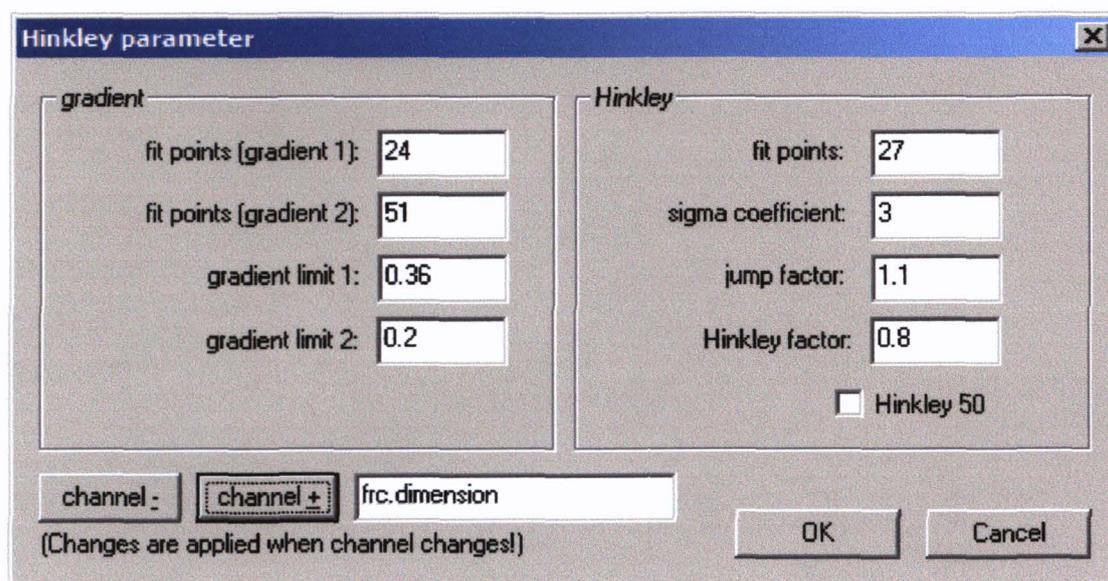 Hinkley parameter
gradient
fit points (gradient 1): 24
fit points (gradient 2): 51
gradient limit 1: 0.36
gradient limit 2: 0.2
Hinkley
fit points: 27
sigma coefficient: 3
jump factor: 1.1
Hinkley factor: 0.8
Hinkley 50
channel - channel + frc.dimension
(Changes are applied when channel changes!)
OK Cancel